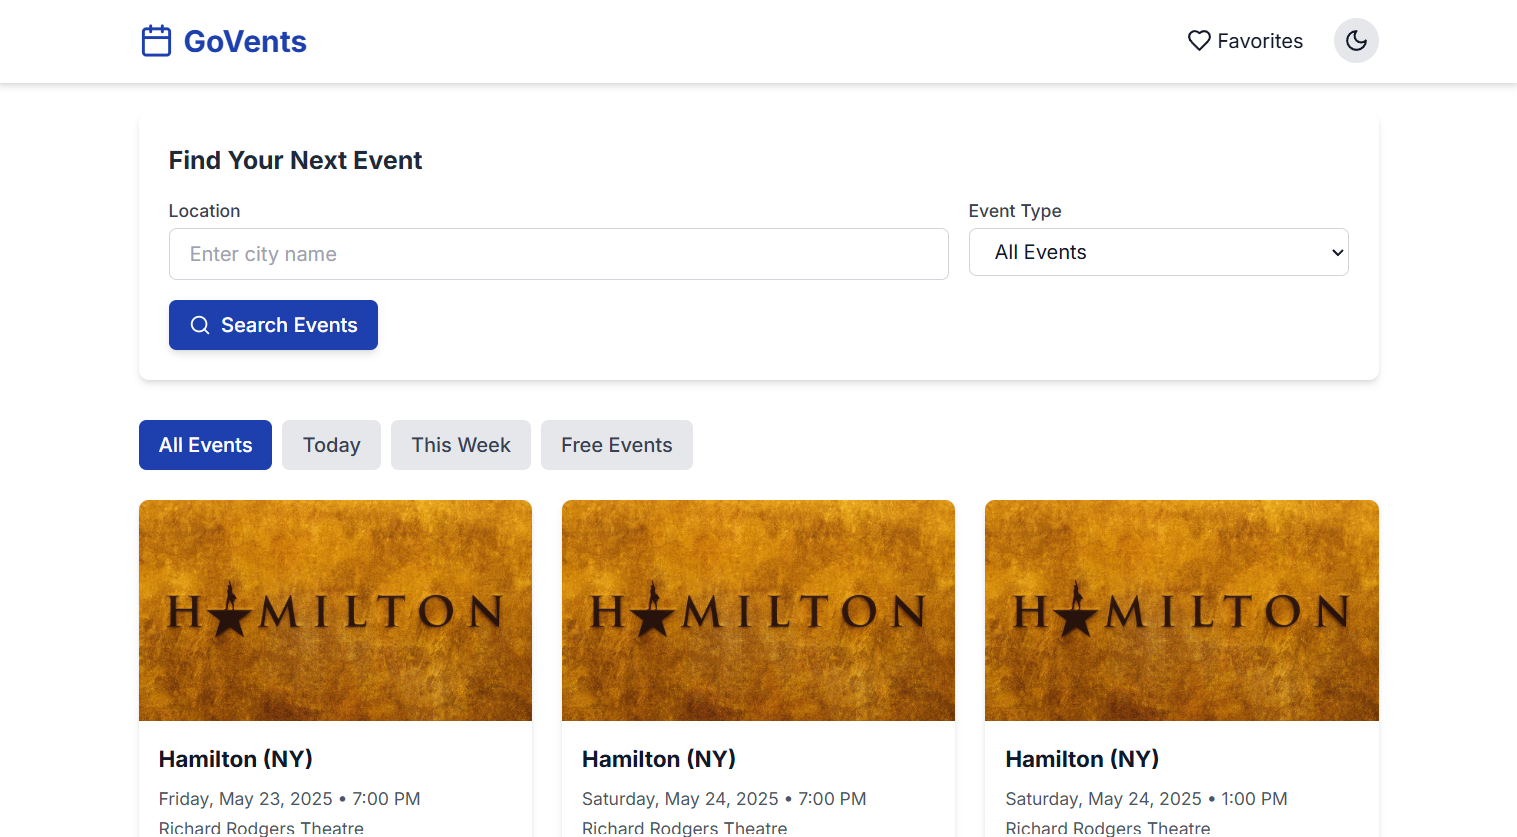 GoVents
Favorites
Find Your Next Event
Location
Event Type
Enter city name
All Events
Search Events
All Events
Today
This Week
Free Events
HAMILTON
HAMILTON
HAMILTON
Hamilton (NY)
Hamilton (NY)
Hamilton (NY)
Friday, May 23, 2025 • 7:00 PM
Saturday, May 24, 2025 • 7:00 PM
Saturday, May 24, 2025 • 1:00 PM
Richard Rodgers Theatre
Richard Rodgers Theatre
Richard Rodgers Theatre